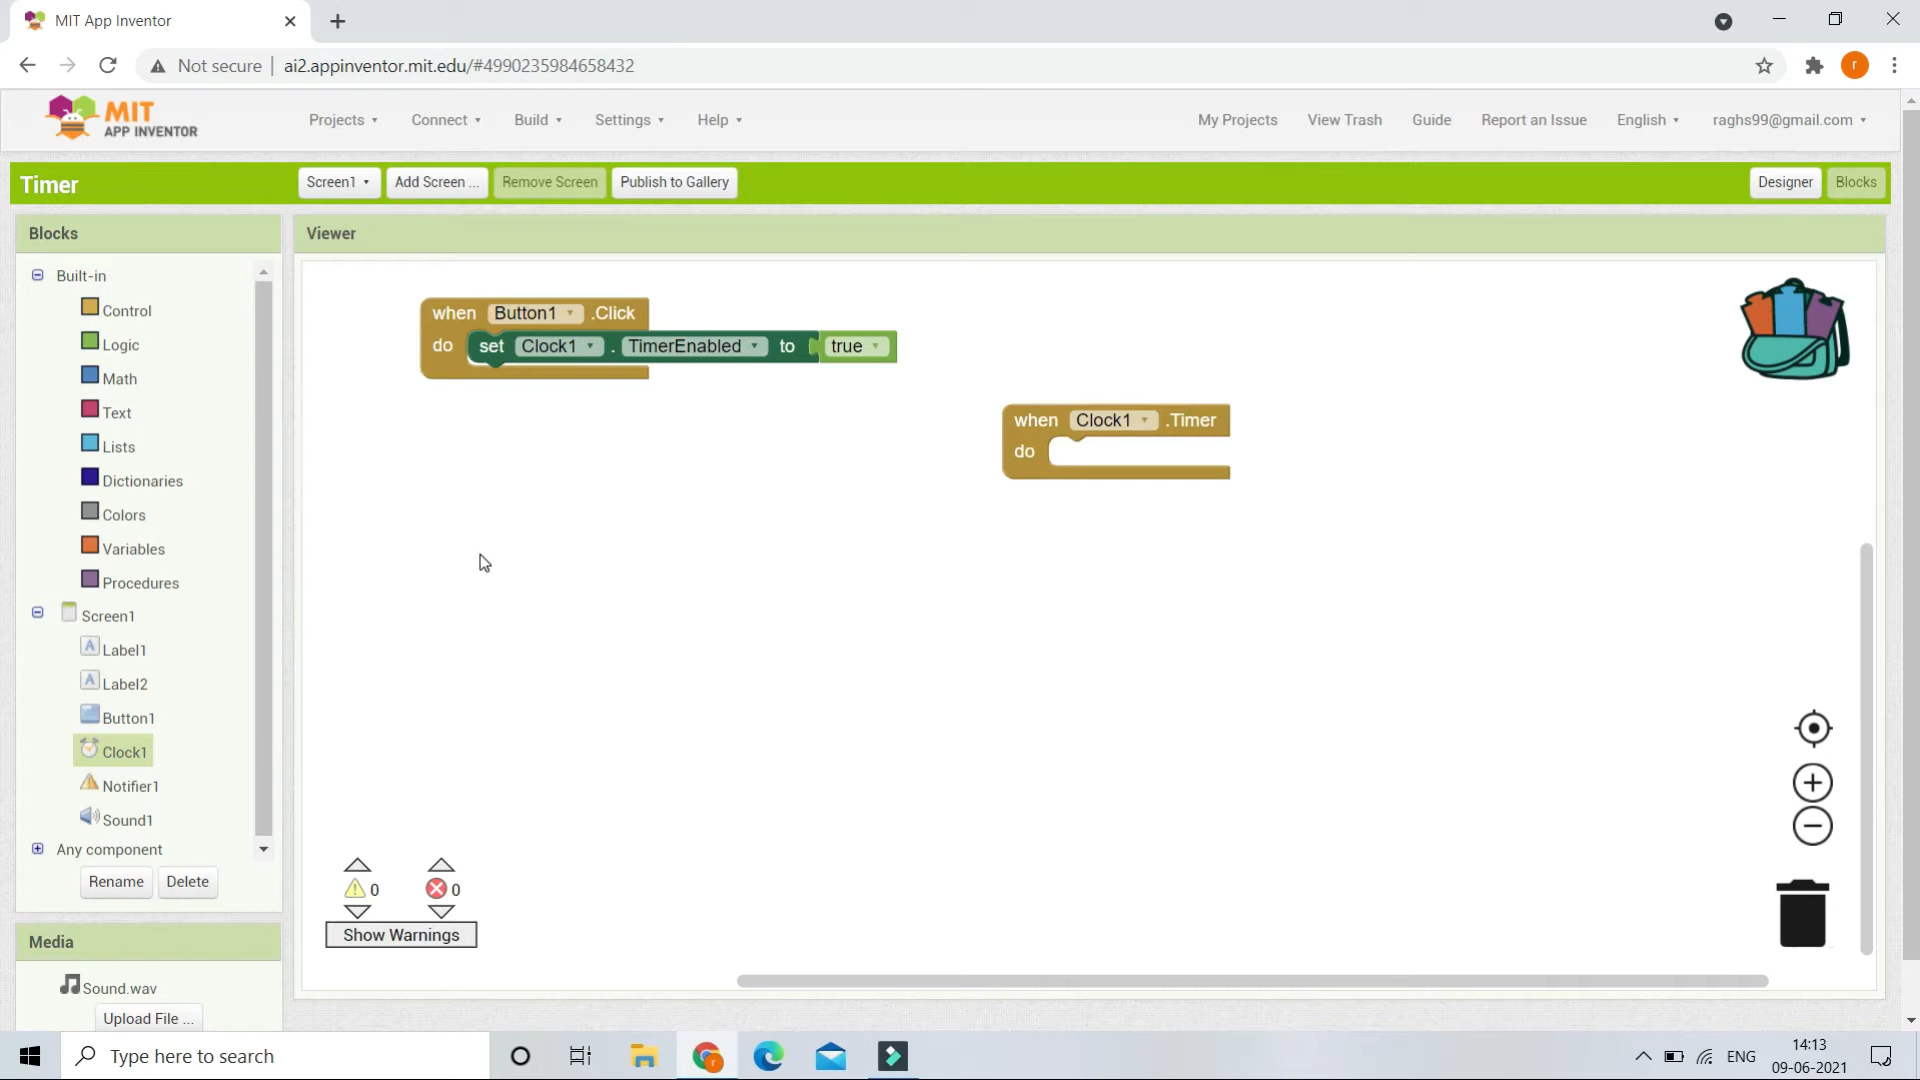 MIT App Inventor
Not secure
ai2.appinventor.mit.edu/#4990235984658432
r
MIT
APP INVENTOR
Projects
Connect
Build
Settings
Help
My Projects
View Trash
Guide
Report an Issue
English
raghs99@gmail.com
Timer
Screen1
Add Screen ...
Remove Screen
Publish to Gallery
Designer
Blocks
Blocks
Viewer
Built-in
Control
Logic
Math
Text
Lists
Dictionaries
Colors
Variables
Procedures
Screen1
A Label1
A Label2
Button1
Clock1
Notifier1
Sound1
Any component
Rename
Delete
Media
Sound.wav
Upload File ...
when Button1 .Click
do set Clock1 . TimerEnabled to true
when Clock1 .Timer
do
0
0
Show Warnings
Type here to search
ENG
14:13
09-06-2021